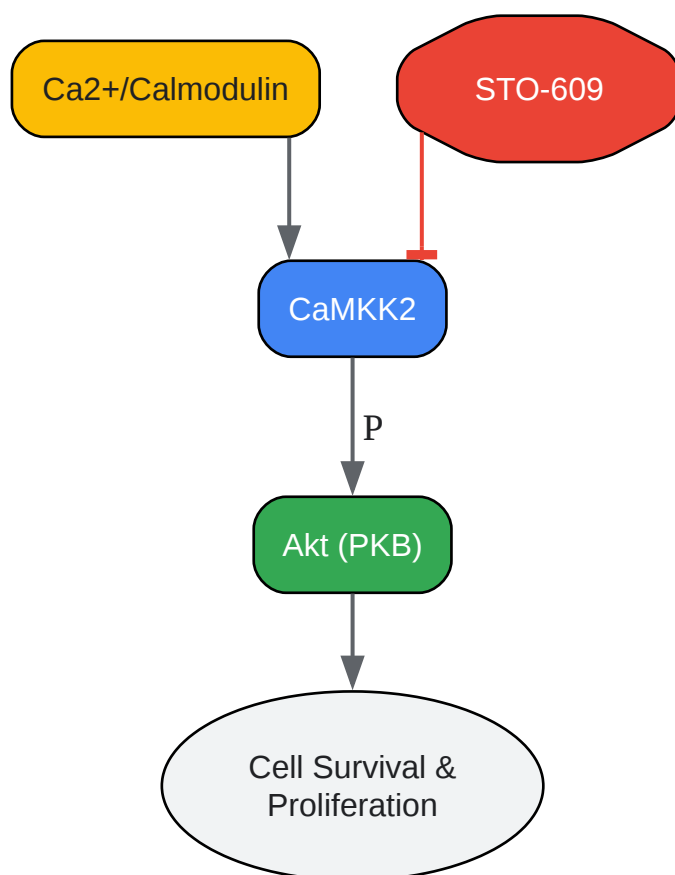 Ca2+/Calmodulin
STO-609
CaMKK2
P
Akt (PKB)
Cell Survival &
Proliferation